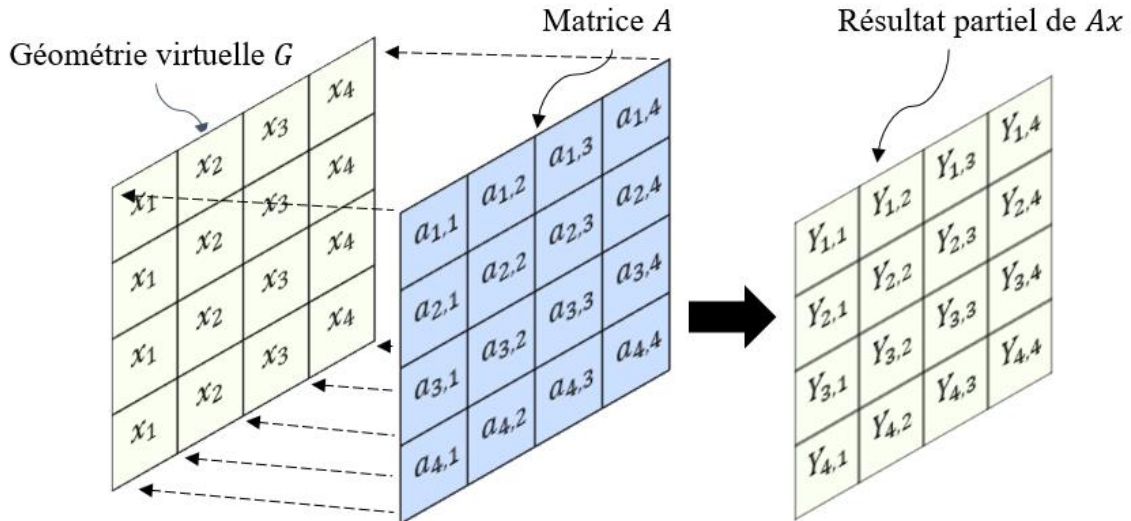 Matrice A
Résultat partiel de Ax
Géométrie virtuelle G
x₁ x₂ x₃ x₄
x₁ x₂ x₃ x₄
x₁ x₂ x₃ x₄
x₁ x₂ x₃ x₄
a₁,₁ a₁,₂ a₁,₃ a₁,₄
a₂,₁ a₂,₂ a₂,₃ a₂,₄
a₃,₁ a₃,₂ a₃,₃ a₃,₄
a₄,₁ a₄,₂ a₄,₃ a₄,₄
Y₁,₁ Y₁,₂ Y₁,₃ Y₁,₄
Y₂,₁ Y₂,₂ Y₂,₃ Y₂,₄
Y₃,₁ Y₃,₂ Y₃,₃ Y₃,₄
Y₄,₁ Y₄,₂ Y₄,₃ Y₄,₄